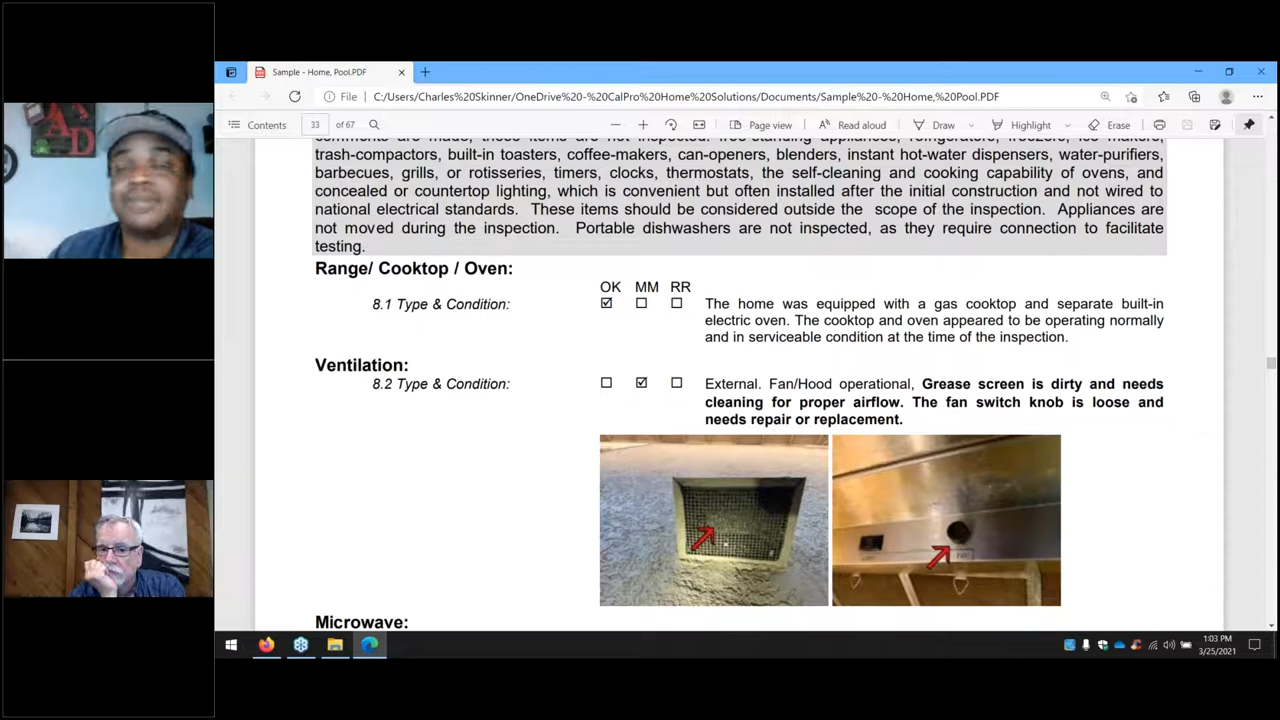 Sample - Home, Pool.PDF
File C:/Users/Charles%20Skinner/OneDrive%20-%20CalPro%20Home%20Solutions/Documents/Sample%20-%20Home,%20Pool.PDF
Contents 33 of 67 Page view Read aloud Draw Highlight Erase
trash-compactors, built-in toasters, coffee-makers, can-openers, blenders, instant hot-water dispensers, water-purifiers,
barbecues, grills, or rotisseries, timers, clocks, thermostats, the self-cleaning and cooking capability of ovens, and
concealed or countertop lighting, which is convenient but often installed after the initial construction and not wired to
national electrical standards. These items should be considered outside the scope of the inspection. Appliances are
not moved during the inspection. Portable dishwashers are not inspected, as they require connection to facilitate
testing.
Range/ Cooktop / Oven:
OK MM RR
8.1 Type & Condition: The home was equipped with a gas cooktop and separate built-in
electric oven. The cooktop and oven appeared to be operating normally
and in serviceable condition at the time of the inspection.
Ventilation:
8.2 Type & Condition: External. Fan/Hood operational, Grease screen is dirty and needs
cleaning for proper airflow. The fan switch knob is loose and
needs repair or replacement.
FAN
Microwave:
1:03 PM
3/25/2021